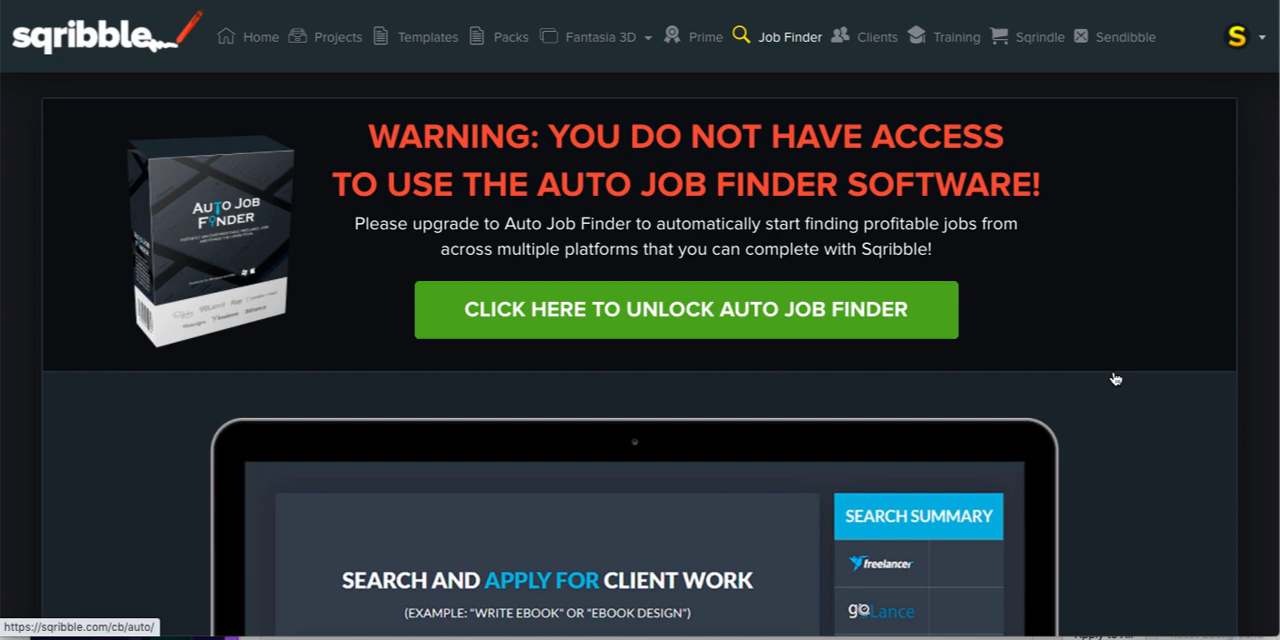 sqribble
Home Projects Templates Packs Fantasia 3D Prime Job Finder Clients Training Sqrindle Sendibble
S
WARNING: YOU DO NOT HAVE ACCESS
TO USE THE AUTO JOB FINDER SOFTWARE!
Please upgrade to Auto Job Finder to automatically start finding profitable jobs from
across multiple platforms that you can complete with Sqribble!
CLICK HERE TO UNLOCK AUTO JOB FINDER
AUTO JOB
FINDER
SEARCH SUMMARY
freelancer
goLance
SEARCH AND APPLY FOR CLIENT WORK
(EXAMPLE: "WRITE EBOOK" OR "EBOOK DESIGN")
https://sqribble.com/cb/auto/